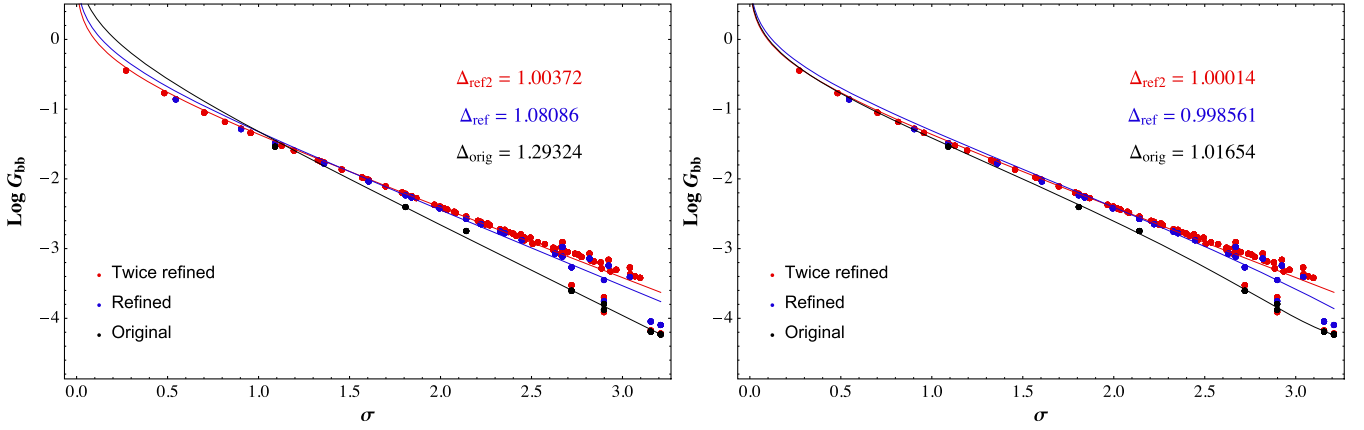 0
−1
−2
−3
−4
Log G_bb
Δ_ref2 = 1.00372
Δ_ref = 1.08086
Δ_orig = 1.29324
Twice refined
Refined
Original
0.0 0.5 1.0 1.5 2.0 2.5 3.0
σ
0
−1
−2
−3
−4
Log G_bb
Δ_ref2 = 1.00014
Δ_ref = 0.998561
Δ_orig = 1.01654
Twice refined
Refined
Original
0.0 0.5 1.0 1.5 2.0 2.5 3.0
σ